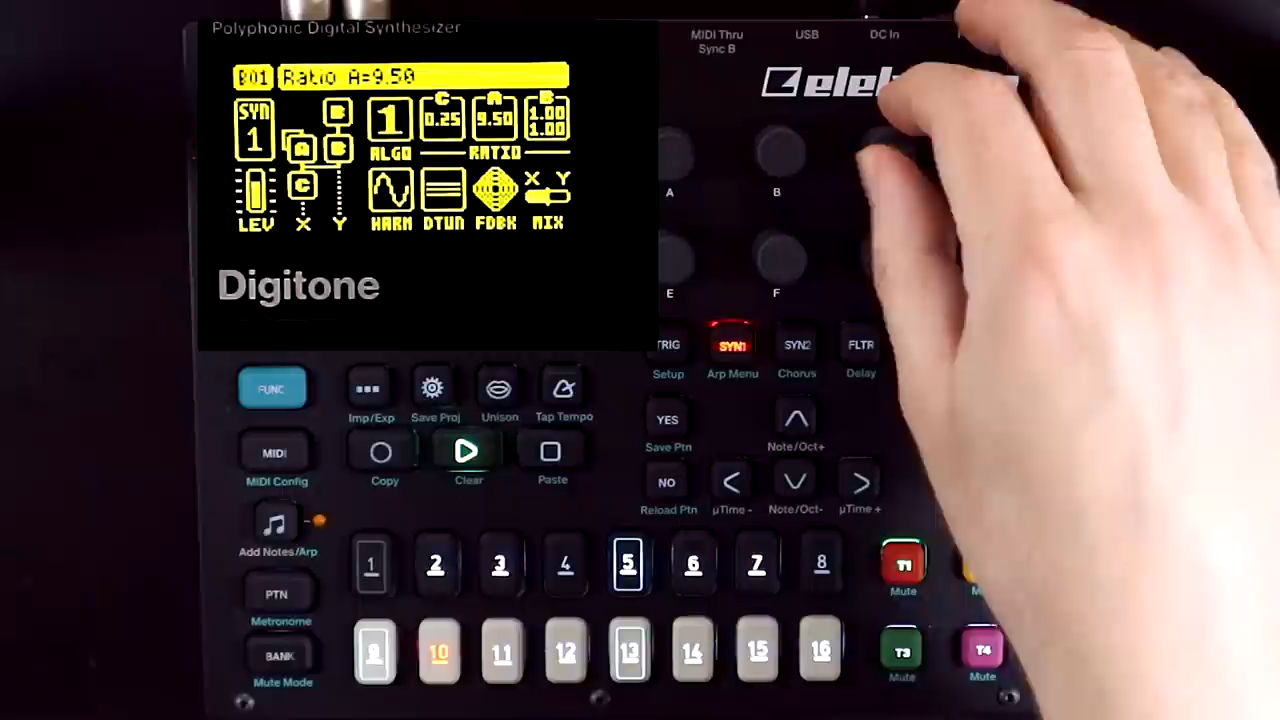 Polyphonic Digital Synthesizer
MIDI Thru
Sync B
USB
DC In
B01 Ratio A=9.50
SYN
1
B
A
B
C
X Y
LEV
1
ALGO
C
0.25
A
9.50
B
1.00
1.00
RATIO
HARM
DTUN
FDBK
X Y
MIX
Digitone
A
B
E
F
TRIG
SYN1
SYN2
FLTR
Setup
Arp Menu
Chorus
Delay
FUNC
Imp/Exp
Save Proj
Unison
Tap Tempo
YES
Save Ptn
Note/Oct+
MIDI
MIDI Config
Copy
Clear
Paste
NO
Reload Ptn
µTime -
Note/Oct-
µTime +
Add Notes/Arp
1 2 3 4 5 6 7 8
T1
Mute
PTN
Metronome
BANK
Mute Mode
9 10 11 12 13 14 15 16
T3
Mute
T4
Mute